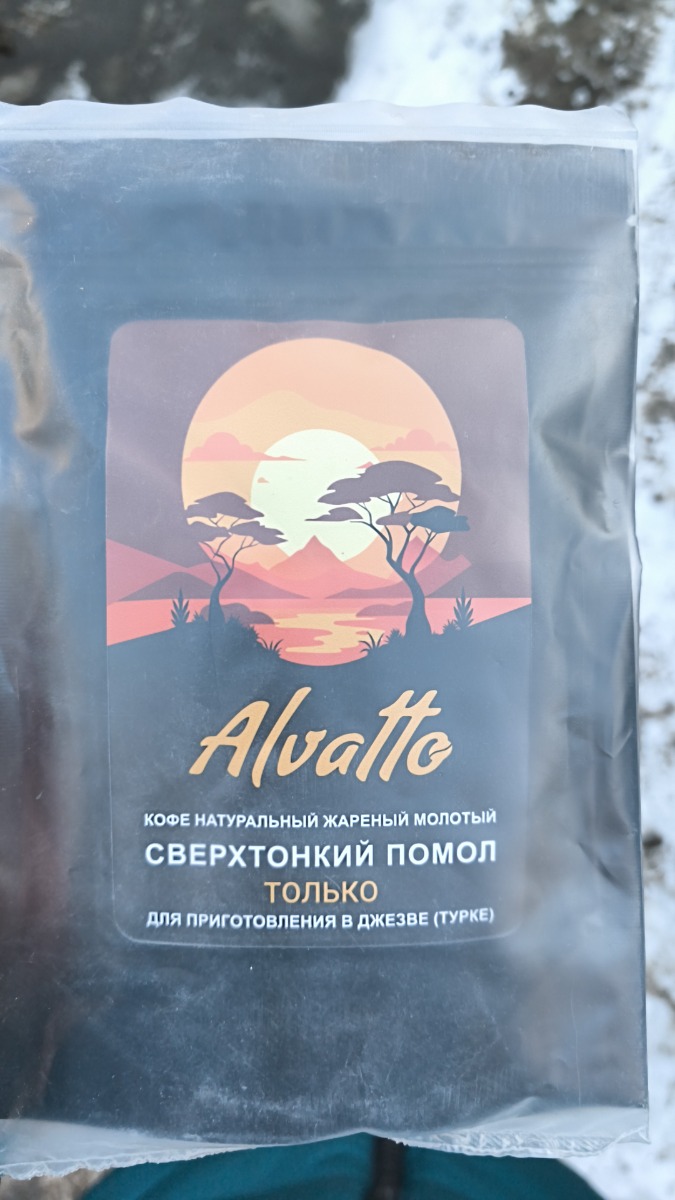 Alvatto
КОФЕ НАТУРАЛЬНЫЙ ЖАРЕНЫЙ МОЛОТЫЙ
СВЕРХТОНКИЙ ПОМОЛ
ТОЛЬКО
ДЛЯ ПРИГОТОВЛЕНИЯ В ДЖЕЗВЕ (ТУРКЕ)